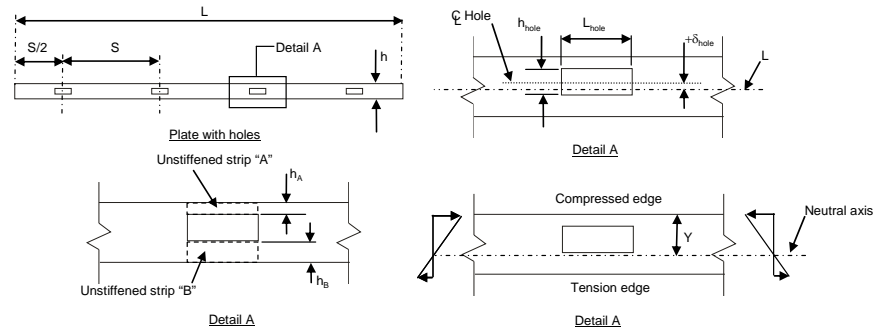 L
S/2
S
Detail A
h
Plate with holes
℄ Hole
h_hole
L_hole
+δ_hole
L
Detail A
Unstiffened strip “A”
h_A
Unstiffened strip “B”
h_B
Detail A
Compressed edge
Neutral axis
Y
Tension edge
Detail A